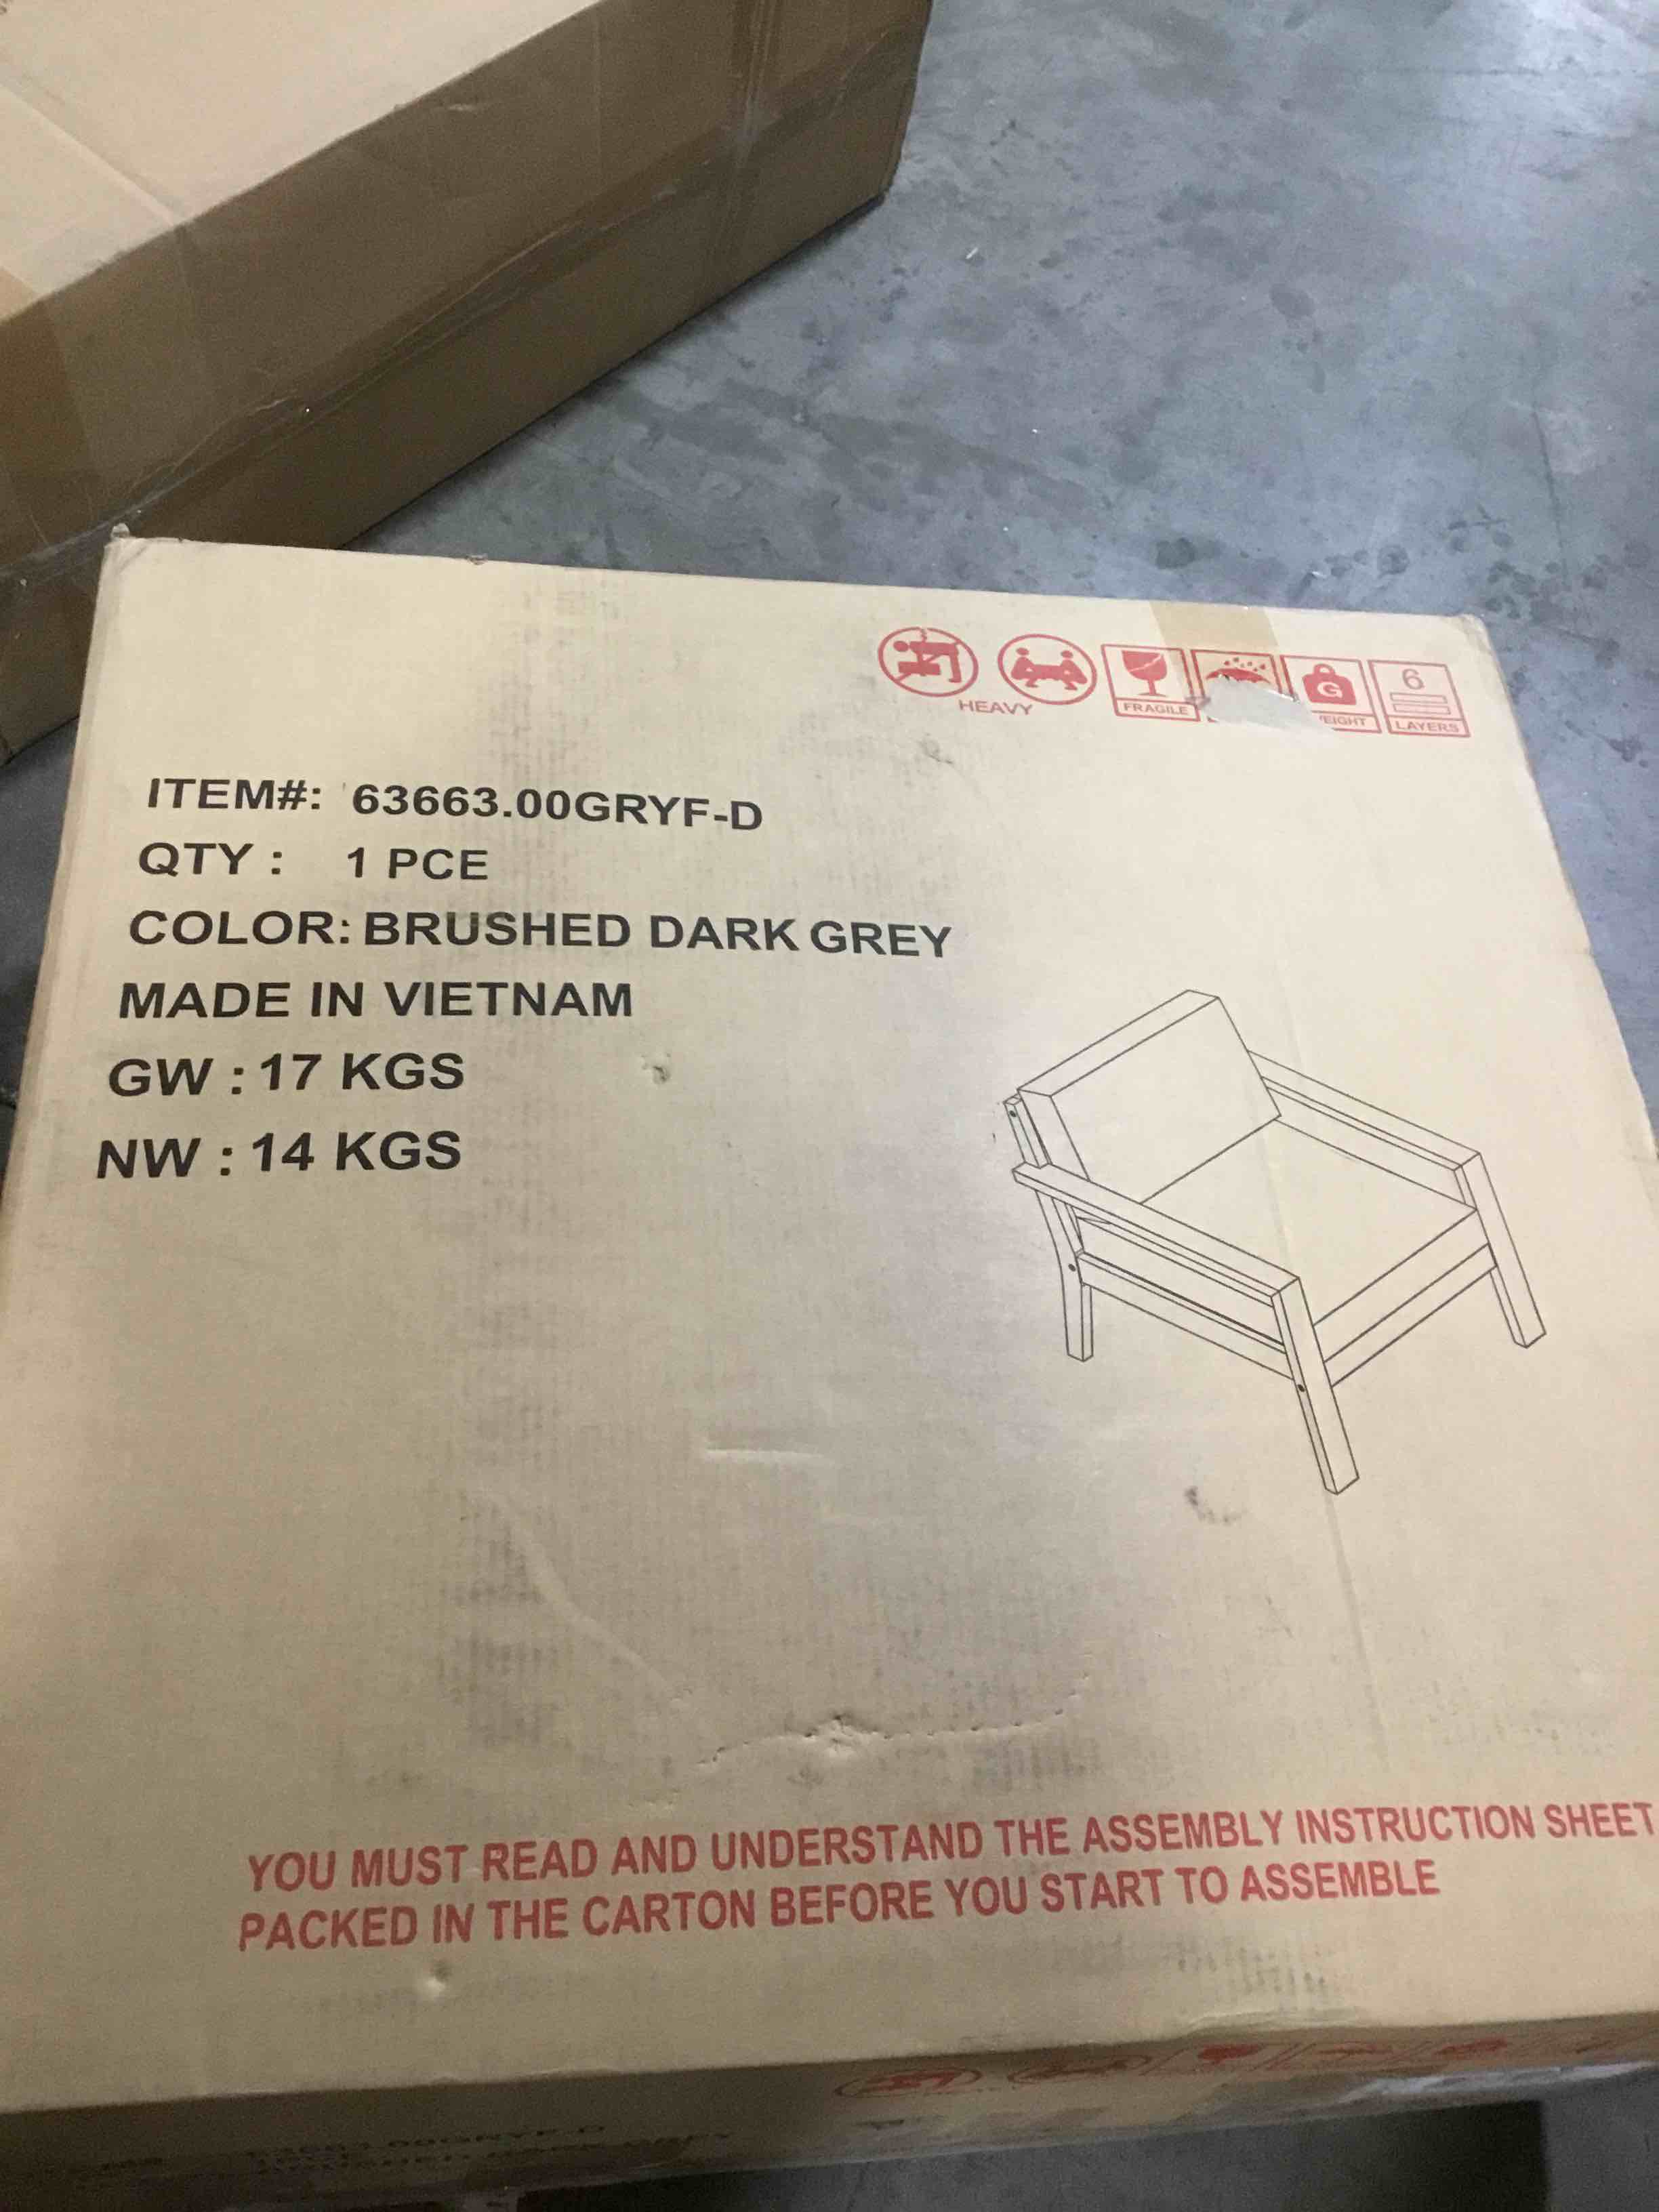 HEAVY
FRAGILE
6
LAYERS
G
ITEM#: 63663.00GRYF-D
QTY : 1 PCE
COLOR: BRUSHED DARK GREY
MADE IN VIETNAM
GW : 17 KGS
NW : 14 KGS
YOU MUST READ AND UNDERSTAND THE ASSEMBLY INSTRUCTION SHEET
PACKED IN THE CARTON BEFORE YOU START TO ASSEMBLE